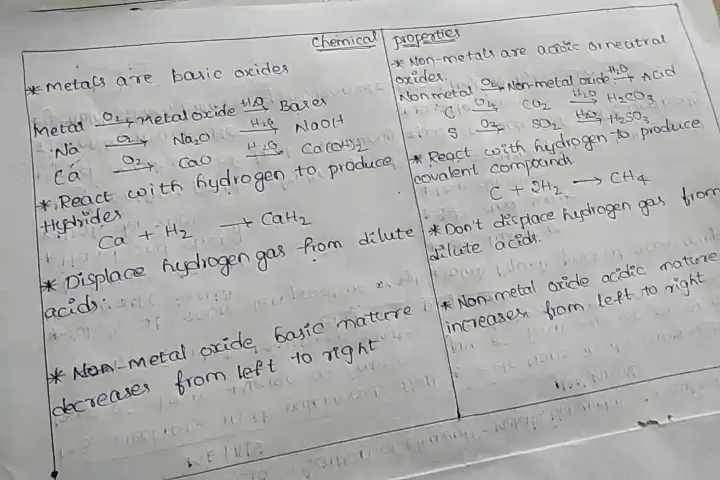 Chemical properties
* Metals are basic oxides
Metal O2→ metal oxide H2O→ Bases
Na O2→ Na2O H2O→ NaOH
Ca O2→ CaO H2O→ Ca(OH)2
* React with hydrogen to produce
Hydrides
Ca + H2 → CaH2
* Displace hydrogen gas from dilute
acids.
* Non-metal oxide basic nature
decreases from left to right
* Non-metals are acidic or neutral
oxides.
Non metal O2→ Non-metal oxide H2O→ Acid
C O2→ CO2 H2O→ H2CO3
S O2→ SO2 H2O→ H2SO3
* React with hydrogen to produce
covalent compounds
C + 2H2 → CH4
* Don't displace hydrogen gas from
dilute acids.
* Non-metal oxide acidic nature
increases from left to right